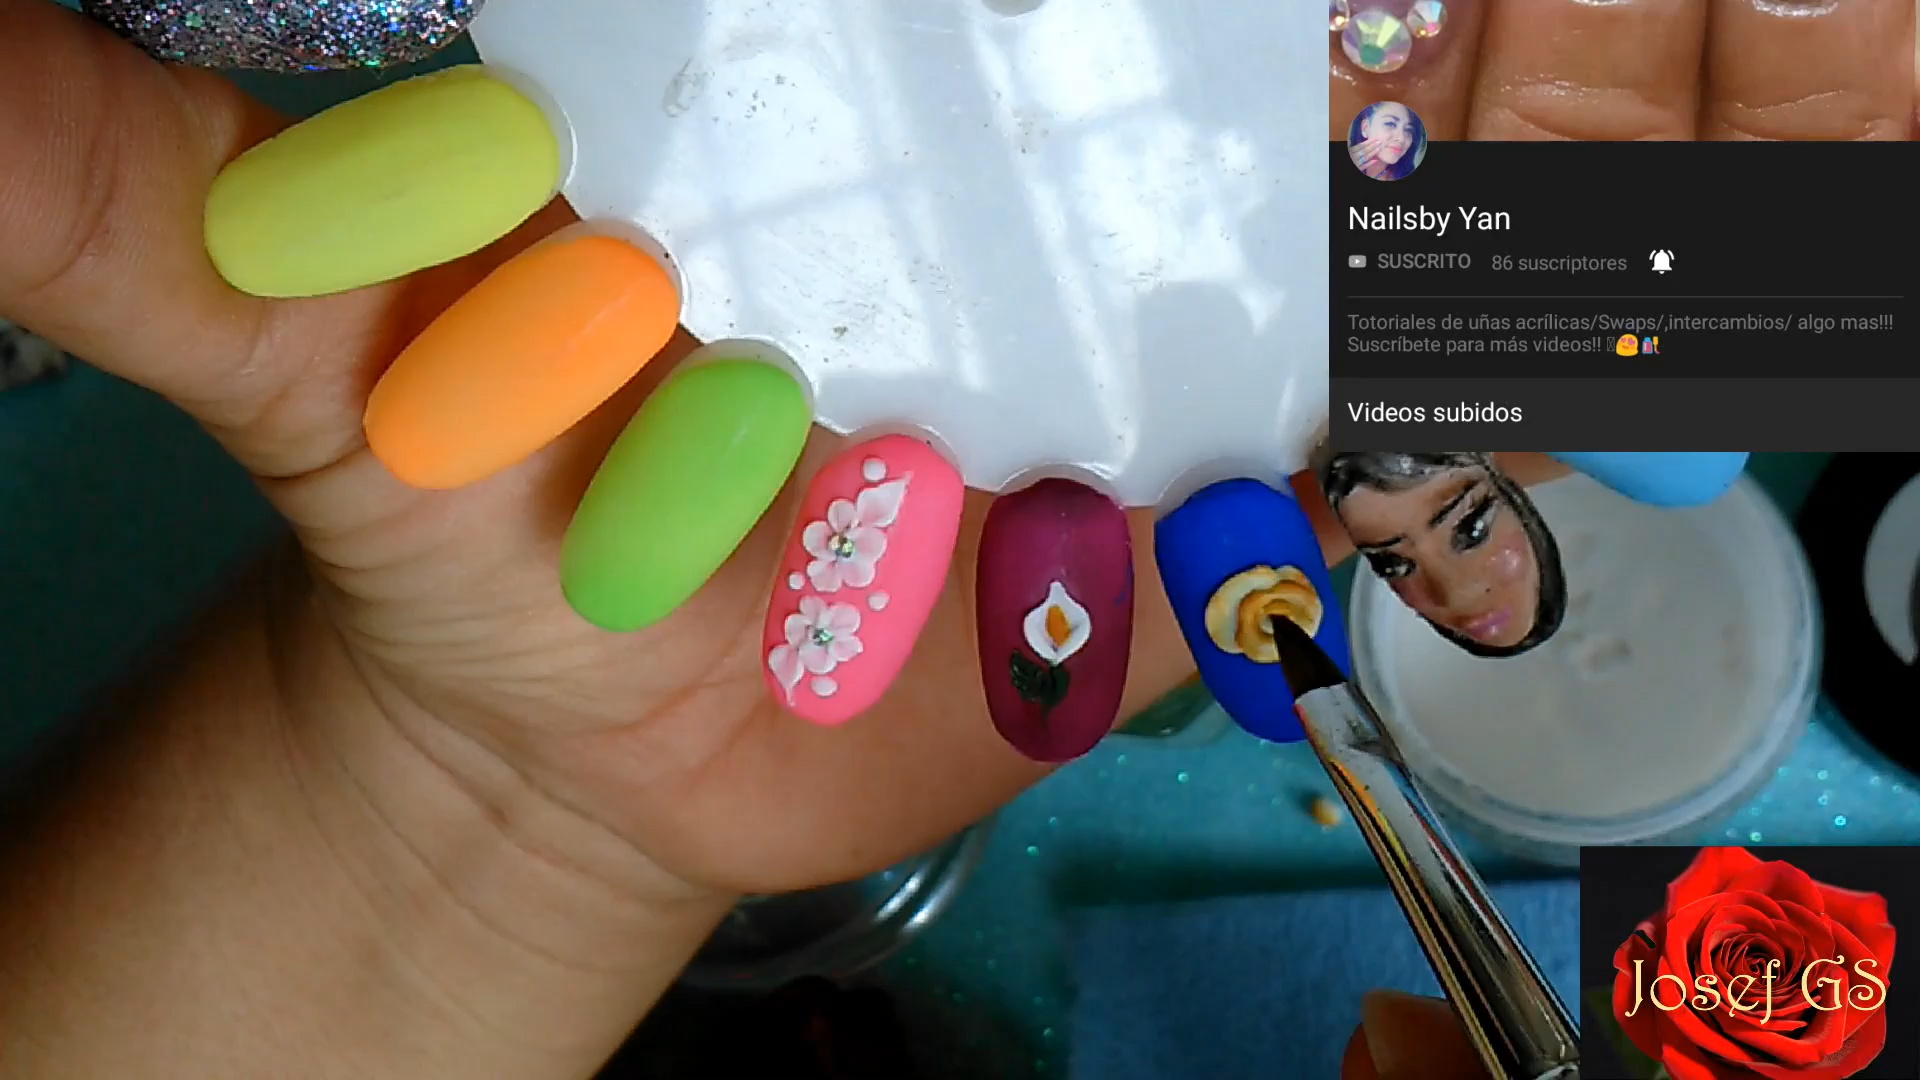 Nailsby Yan
SUSCRITO 86 suscriptores
Totoriales de uñas acrílicas/Swaps/,intercambios/ algo mas!!!
Suscríbete para más videos!!
Videos subidos
Josef GS